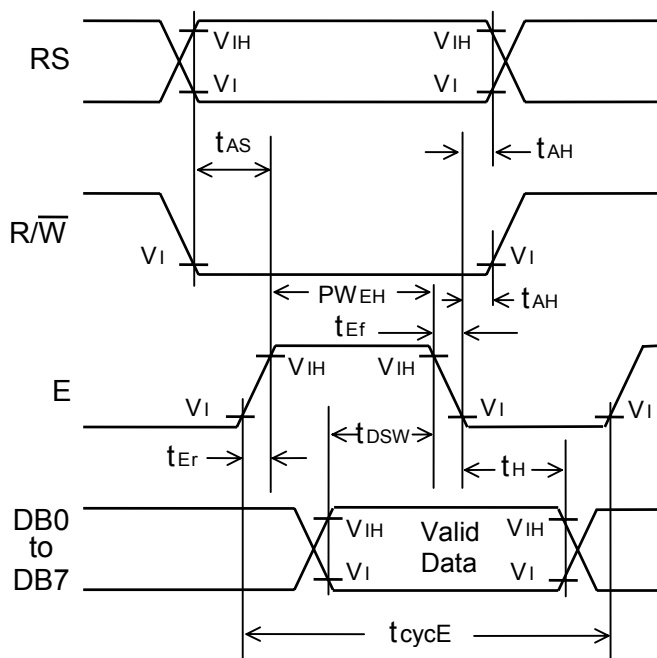 RS
VIH
VIH
VI
VI
tAS
tAH
R/W̅
VI
VI
PWEH
tAH
tEf
E
VIH
VIH
VI
VI
VI
tEr
tDSW
tH
DB0
to
DB7
VIH
VI
Valid
Data
VIH
VI
tcycE